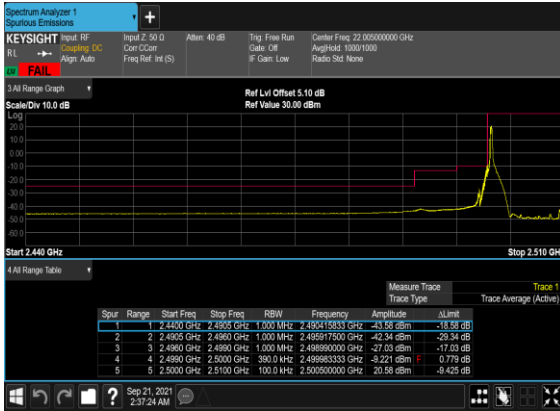 Spectrum Analyzer 1
Spurious Emissions
KEYSIGHT
Input: RF
Coupling: DC
Align: Auto
Input Z: 50 Ω
Corr CCorr
Freq Ref: Int (S)
Atten: 40 dB
Trig: Free Run
Gate: Off
IF Gain: Low
Center Freq: 22.005000000 GHz
Avg|Hold: 1000/1000
Radio Std: None
RL
FAIL
3 All Range Graph
Scale/Div 10.0 dB
Ref Lvl Offset 5.10 dB
Ref Value 30.00 dBm
Log
20.0
10.0
0.00
-10.0
-20.0
-30.0
-40.0
-50.0
-60.0
Start 2.440 GHz
Stop 2.510 GH
4 All Range Table
Measure Trace Trace 1
Trace Type Trace Average (Active)
Spur Range Start Freq Stop Freq RBW Frequency Amplitude ΔLimit
1 1 2.4400 GHz 2.4905 GHz 1.000 MHz 2.490415833 GHz -43.58 dBm -18.58 dB
2 2 2.4905 GHz 2.4960 GHz 1.000 MHz 2.495917500 GHz -42.34 dBm -29.34 dB
3 3 2.4960 GHz 2.4990 GHz 1.000 MHz 2.498990000 GHz -27.03 dBm -17.03 dB
4 4 2.4990 GHz 2.5000 GHz 390.0 kHz 2.499983333 GHz -9.221 dBm F 0.779 dB
5 5 2.5000 GHz 2.5100 GHz 100.0 kHz 2.500500000 GHz 20.58 dBm -9.425 dB
Sep 21, 2021
2:37:24 AM